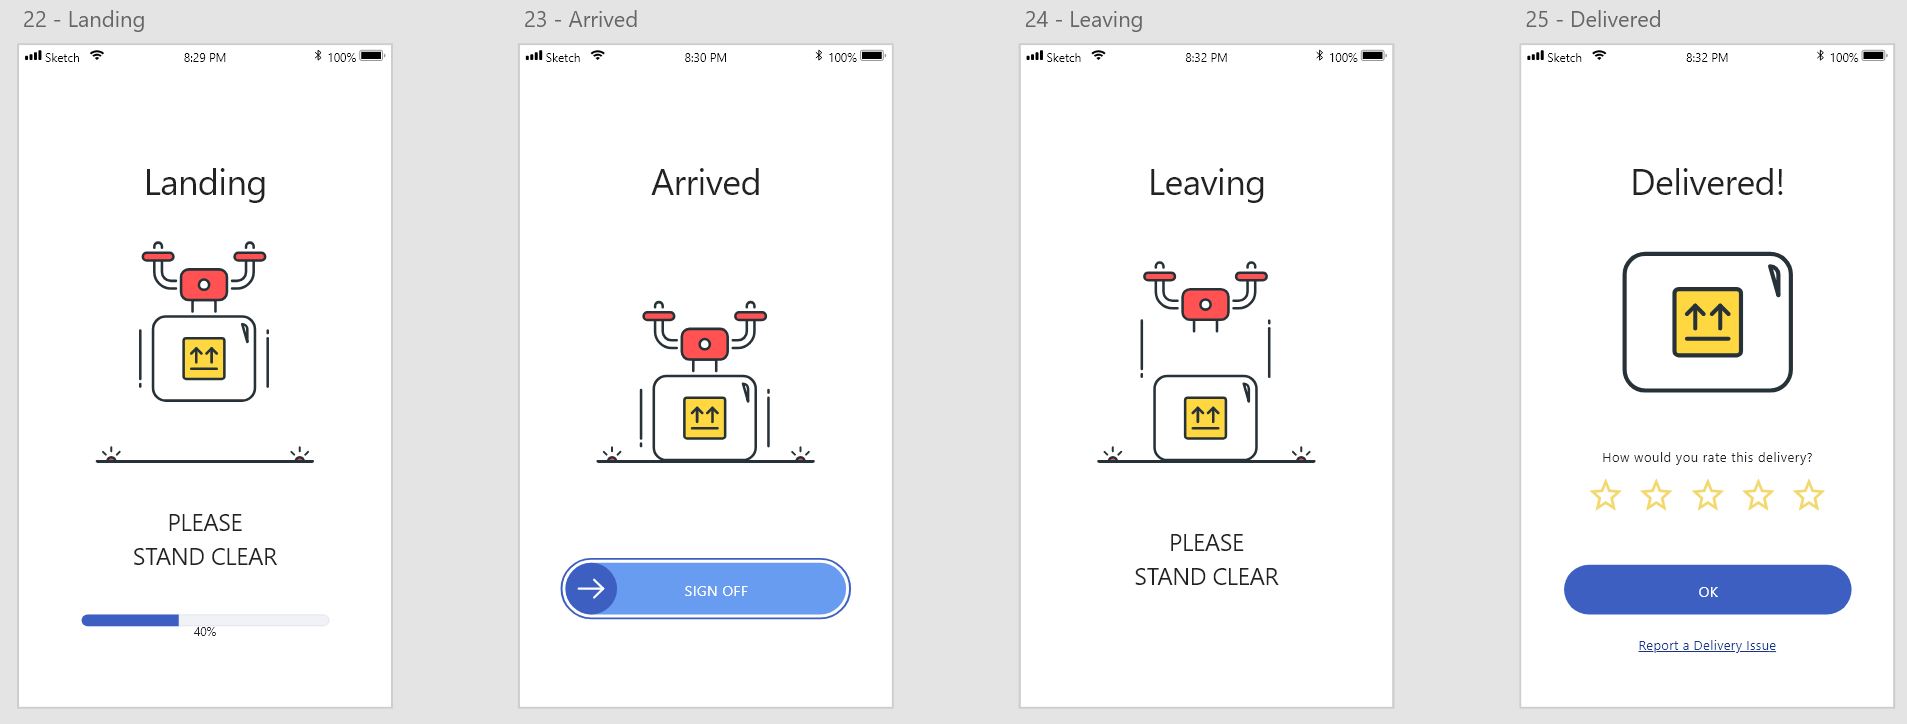 22 - Landing
Sketch 8:29 PM 100%
Landing
PLEASE
STAND CLEAR
40%
23 - Arrived
Sketch 8:30 PM 100%
Arrived
SIGN OFF
24 - Leaving
Sketch 8:32 PM 100%
Leaving
PLEASE
STAND CLEAR
25 - Delivered
Sketch 8:32 PM 100%
Delivered!
How would you rate this delivery?
OK
Report a Delivery Issue